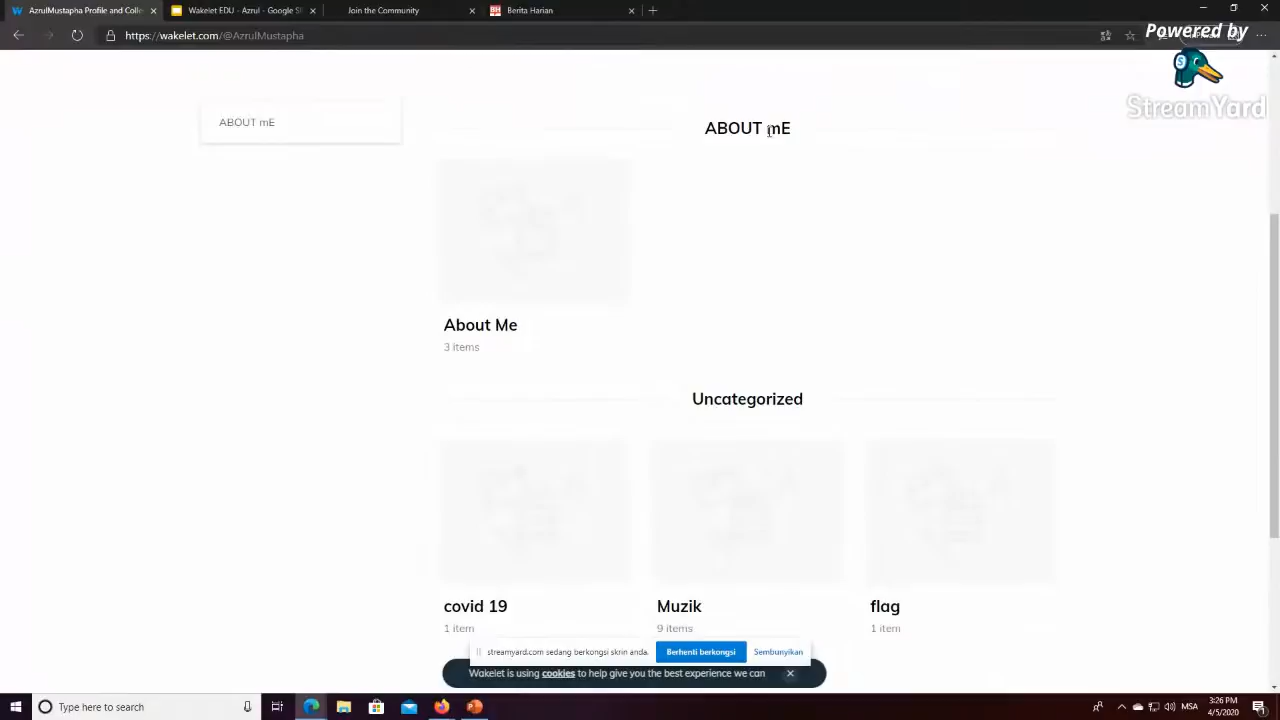 AzrulMustapha Profile and Colle
Wakelet EDU - Azrul - Google Sl
Join the Community
Berita Harian
https://wakelet.com/@AzrulMustapha
Powered by
StreamYard
ABOUT mE
ABOUT mE
About Me
3 items
Uncategorized
covid 19
Muzik
flag
1 item
9 items
1 item
streamyard.com sedang berkongsi skrin anda.
Berhenti berkongsi
Sembunyikan
Wakelet is using cookies to help give you the best experience we can
Type here to search
MSA
3:26 PM
4/5/2020